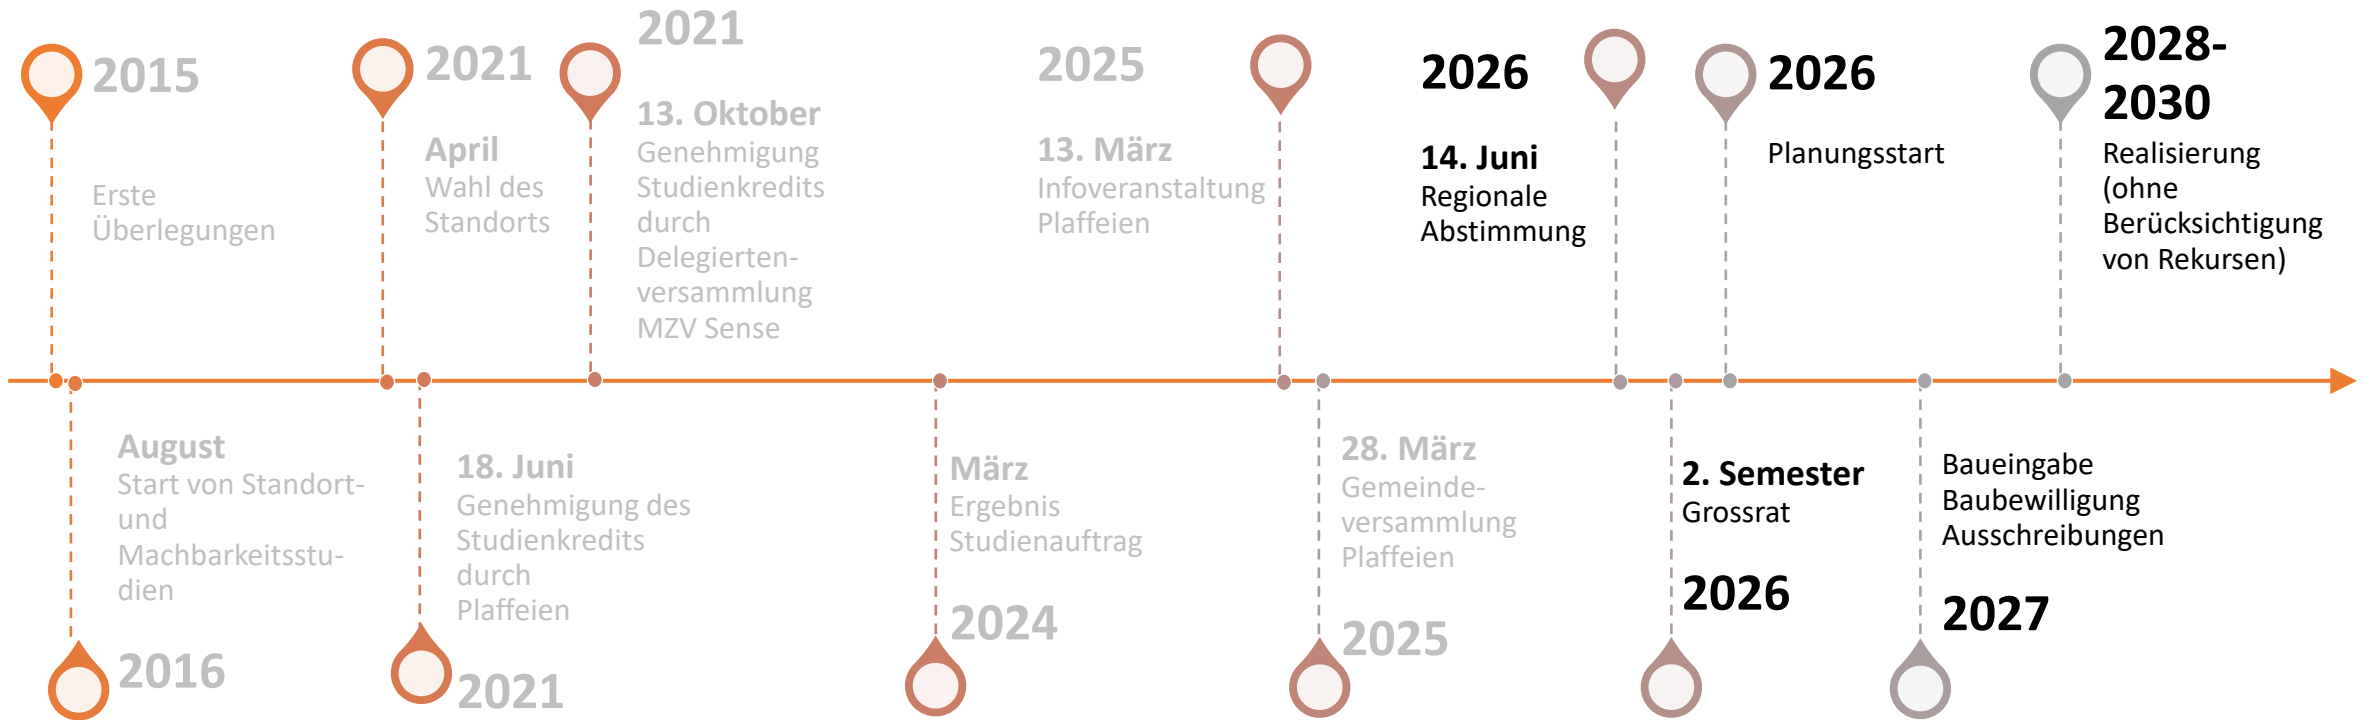 2015
Erste
Überlegungen
August
Start von Standort-
und
Machbarkeitsstu-
dien
2016
2021
April
Wahl des
Standorts
18. Juni
Genehmigung des
Studienkredits
durch
Plaffeien
2021
2021
13. Oktober
Genehmigung
Studienkredits
durch
Delegierten-
versammlung
MZV Sense
März
Ergebnis
Studienauftrag
2024
2025
13. März
Infoveranstaltung
Plaffeien
28. März
Gemeinde-
versammlung
Plaffeien
2025
2026
14. Juni
Regionale
Abstimmung
2. Semester
Grossrat
2026
2026
Planungsstart
Baueingabe
Baubewilligung
Ausschreibungen
2027
2028-
2030
Realisierung
(ohne
Berücksichtigung
von Rekursen)